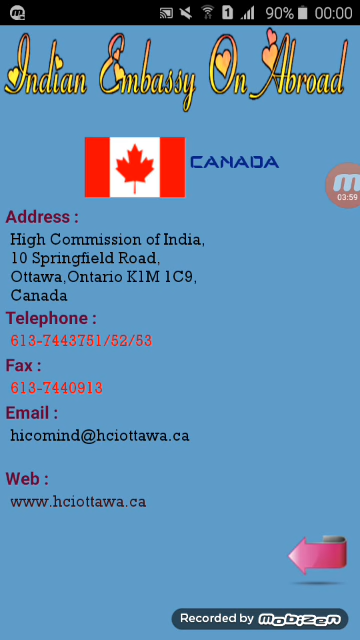 90% 00:00
Indian Embassy On Abroad
CANADA
03:59
Address :
High Commission of India,
10 Springfield Road,
Ottawa,Ontario K1M 1C9,
Canada
Telephone :
613-7443751/52/53
Fax :
613-7440913
Email :
hicomind@hciottawa.ca
Web :
www.hciottawa.ca
Recorded by Mobizen